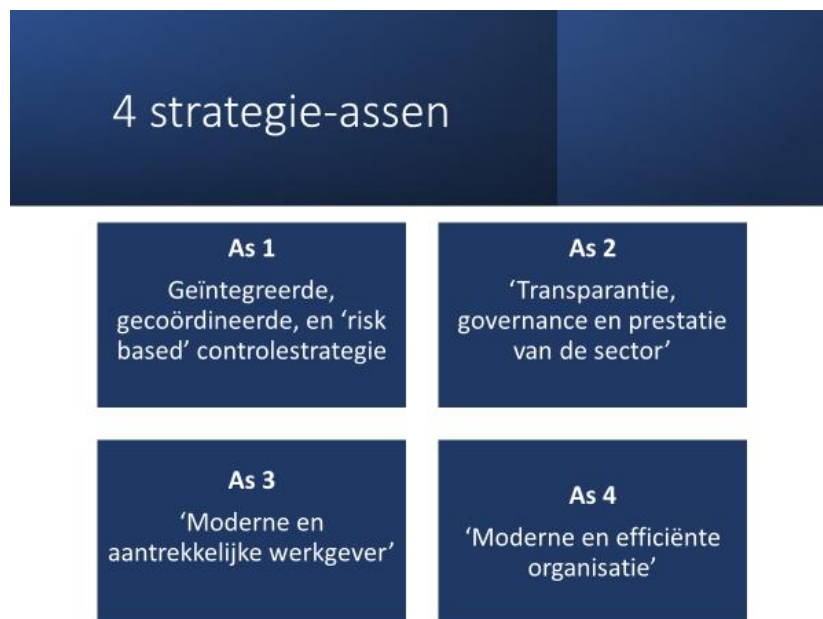 4 strategie-assen
As 1
Geïntegreerde,
gecoördineerde, en ‘risk
based’ controlestrategie
As 2
‘Transparantie,
governance en prestatie
van de sector’
As 3
‘Moderne en
aantrekkelijke werkgever’
As 4
‘Moderne en efficiënte
organisatie’